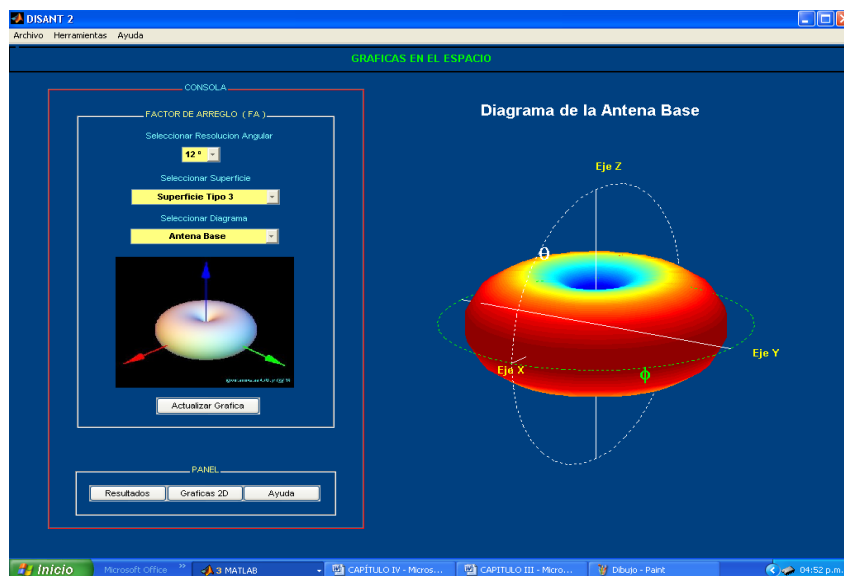 DISANT 2
Archivo Herramientas Ayuda
GRAFICAS EN EL ESPACIO
CONSOLA
FACTOR DE ARREGLO ( FA )
Seleccionar Resolucion Angular
12 º
Seleccionar Superficie
Superficie Tipo 3
Seleccionar Diagrama
Antena Base
Actualizar Grafica
PANEL
Resultados Graficas 2D Ayuda
Diagrama de la Antena Base
Eje Z
θ
Eje Y
Eje X
ϕ
Inicio Microsoft Office » 3 MATLAB CAPÍTULO IV - Micros... CAPITULO III - Micro... Dibujo - Paint 04:52 p.m.